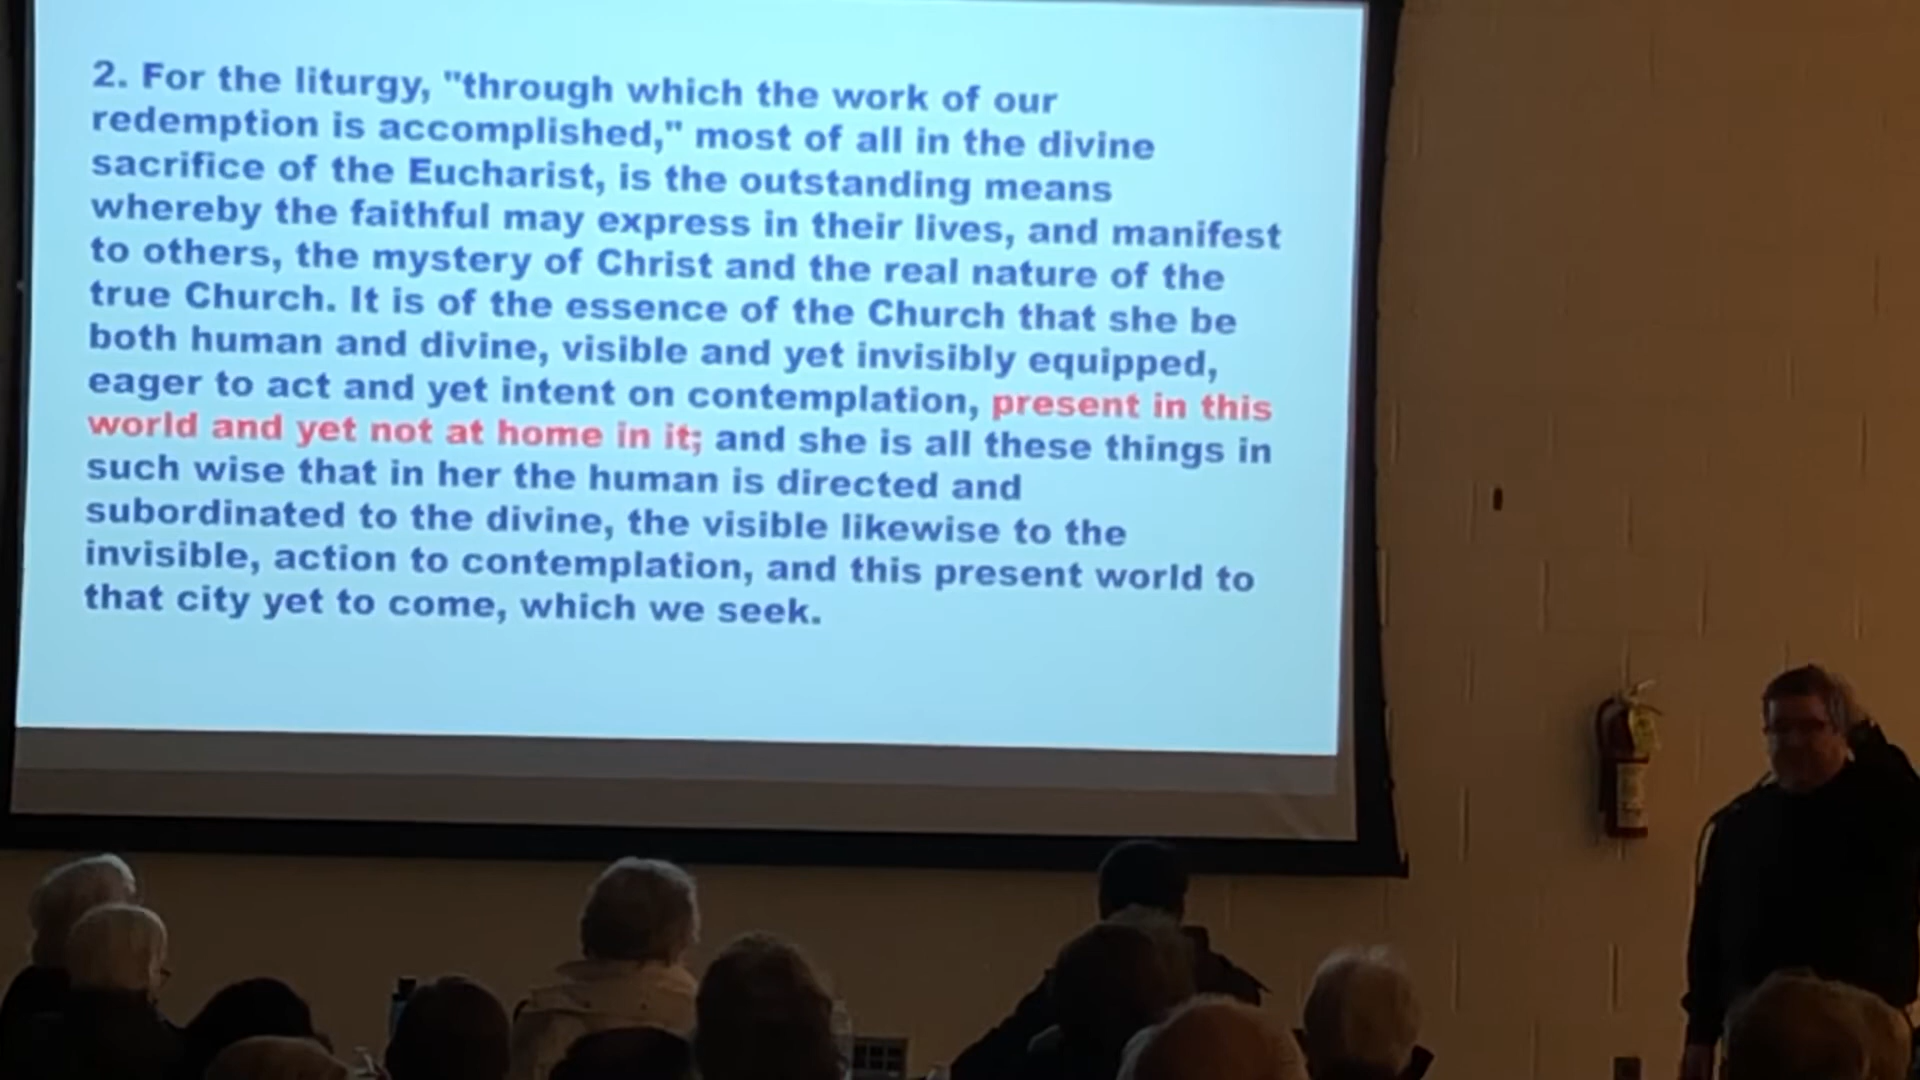 2. For the liturgy, "through which the work of our
redemption is accomplished," most of all in the divine
sacrifice of the Eucharist, is the outstanding means
whereby the faithful may express in their lives, and manifest
to others, the mystery of Christ and the real nature of the
true Church. It is of the essence of the Church that she be
both human and divine, visible and yet invisibly equipped,
eager to act and yet intent on contemplation, present in this
world and yet not at home in it; and she is all these things in
such wise that in her the human is directed and
subordinated to the divine, the visible likewise to the
invisible, action to contemplation, and this present world to
that city yet to come, which we seek.